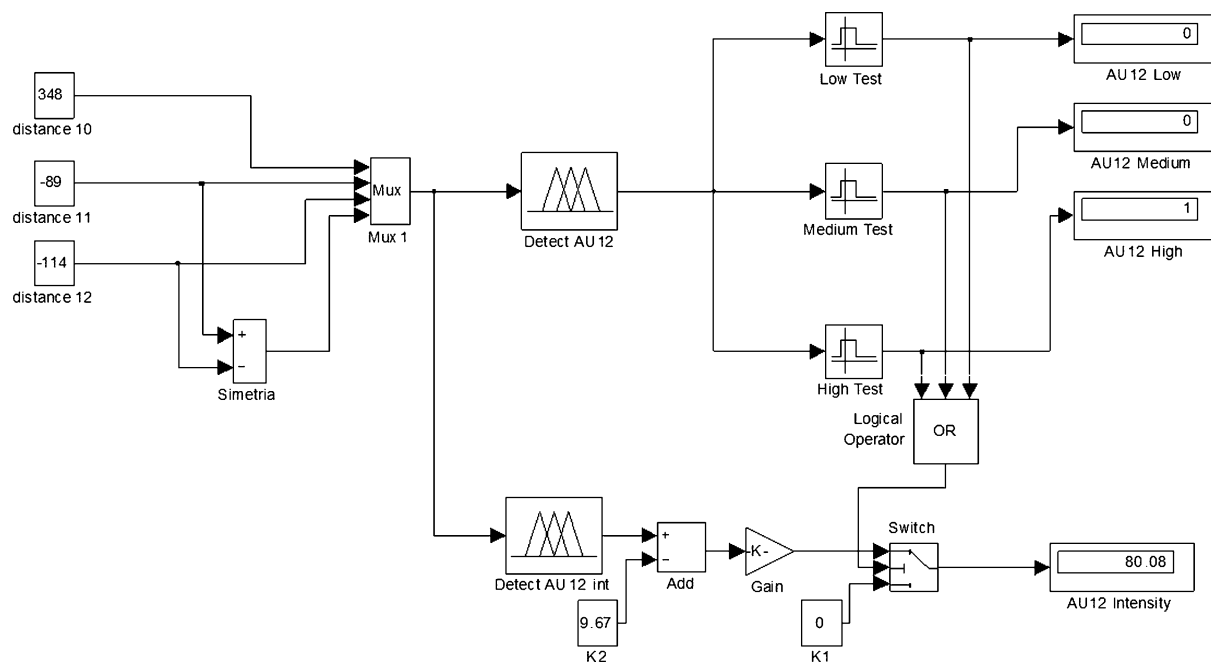 348
distance 10
-89
distance 11
-114
distance 12
+
−
Simetria
Mux
Mux 1
Detect AU12
Low Test
Medium Test
High Test
0
AU12 Low
0
AU12 Medium
1
AU12 High
Logical
Operator
OR
Detect AU12 int
9.67
K2
+
−
Add
-K-
Gain
0
K1
Switch
80.08
AU12 Intensity